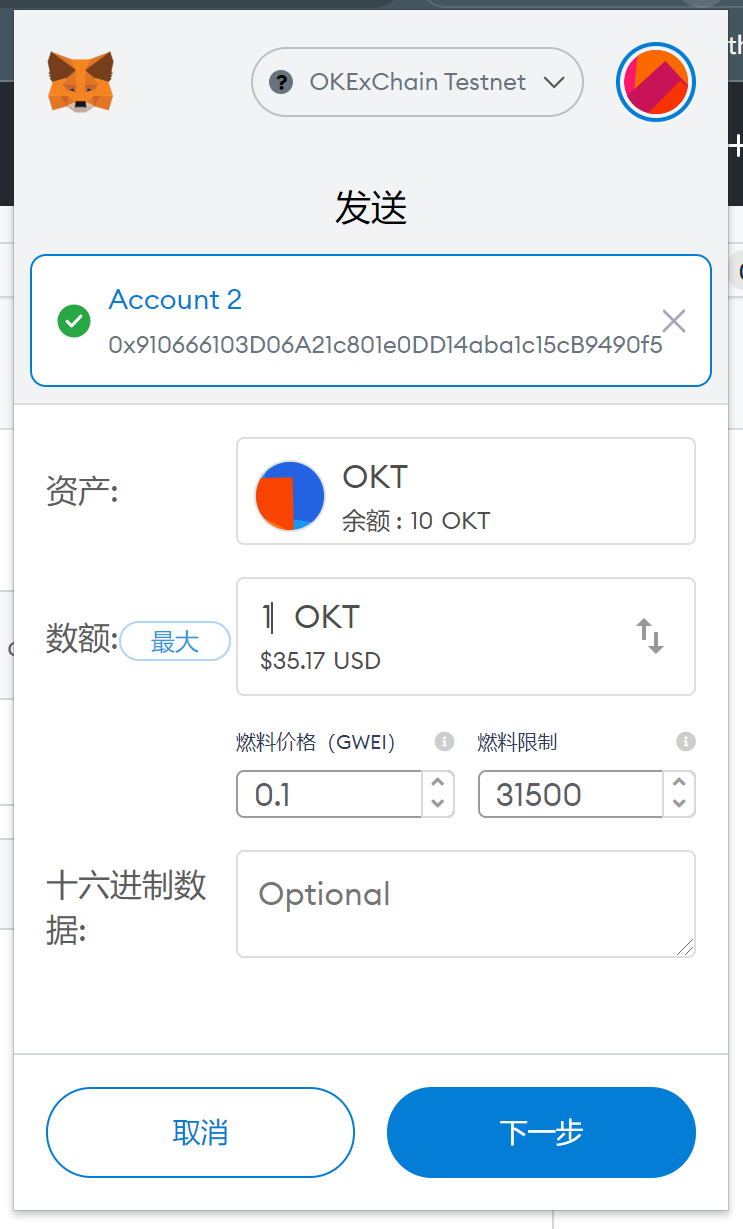 OKExChain Testnet
发送
Account 2
0x910666103D06A21c801e0DD14aba1c15cB9490f5
资产:
OKT
余额 : 10 OKT
数额:
最大
1 OKT
$35.17 USD
燃料价格（GWEI）
燃料限制
0.1
31500
十六进制数
据:
Optional
取消
下一步